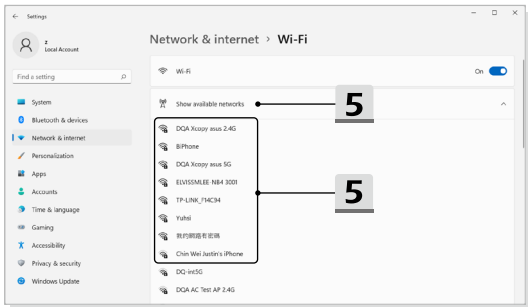 Settings
z
Local Account
Find a setting
System
Bluetooth & devices
Network & internet
Personalization
Apps
Accounts
Time & language
Gaming
Accessibility
Privacy & security
Windows Update
Network & internet > Wi-Fi
Wi-Fi
On
Show available networks
5
DQA Xcopy asus 2.4G
BIPhone
DQA Xcopy asus 5G
ELVISSMLEE-NB4 3001
TP-LINK_F14C94
5
Yuhsi
我的網路有密碼
Chin Wei Justin's iPhone
DQ-int5G
DQA AC Test AP 2.4G